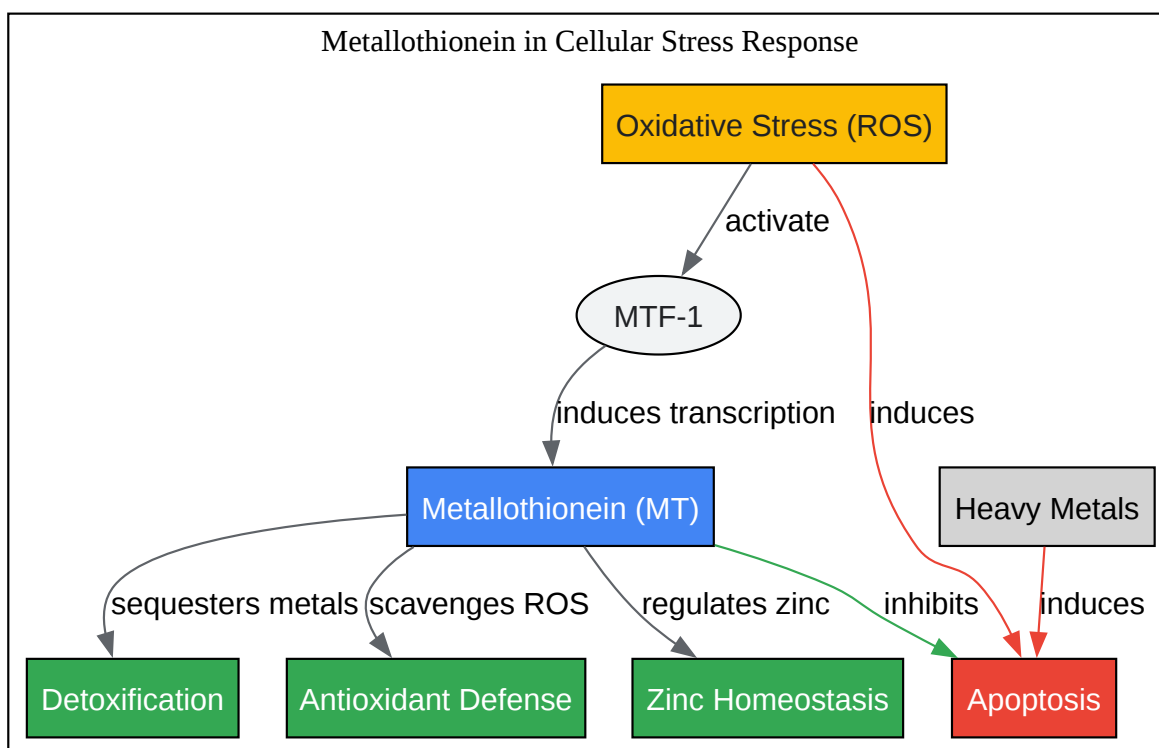 Metallothionein in Cellular Stress Response
Oxidative Stress (ROS)
activate
MTF-1
induces transcription
induces
Metallothionein (MT)
Heavy Metals
sequesters metals
scavenges ROS
regulates zinc
inhibits
induces
Detoxification
Antioxidant Defense
Zinc Homeostasis
Apoptosis